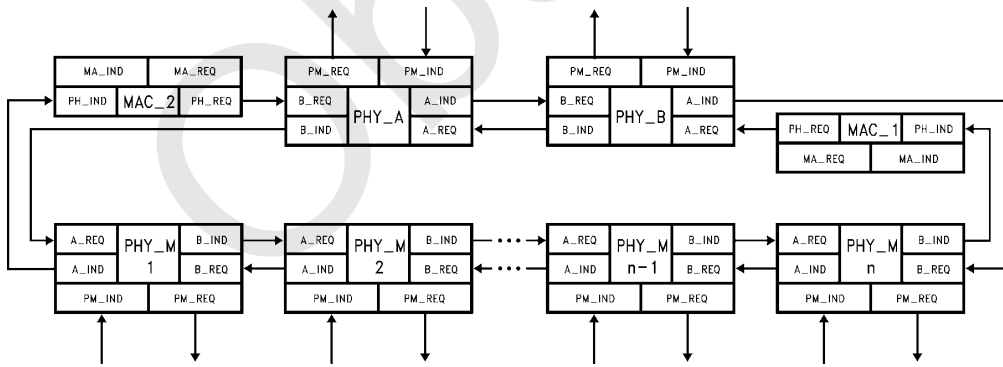 MA_IND MA_REQ
PH_IND MAC_2 PH_REQ
PM_REQ PM_IND
B_REQ A_IND
PHY_A
B_IND A_REQ
PM_REQ PM_IND
B_REQ A_IND
PHY_B
B_IND A_REQ
PH_REQ MAC_1 PH_IND
MA_REQ MA_IND
A_REQ PHY_M B_IND
A_IND 1 B_REQ
PM_IND PM_REQ
A_REQ PHY_M B_IND
A_IND 2 B_REQ
PM_IND PM_REQ
A_REQ PHY_M B_IND
A_IND n-1 B_REQ
PM_IND PM_REQ
A_REQ PHY_M B_IND
A_IND n B_REQ
PM_IND PM_REQ